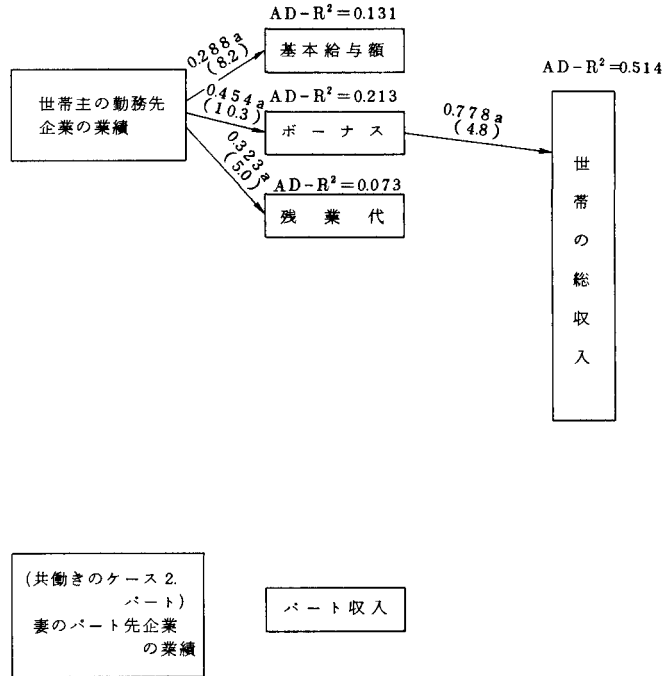 AD-R²=0.131
0.288a
(8.2)
基本給与額
AD-R²=0.514
世帯主の勤務先
企業の業績
0.454a
(10.3)
AD-R²=0.213
ボーナス
0.778a
(4.8)
0.323a
(5.0)
AD-R²=0.073
残業代
世帯の総収入
(共働きのケース2.
パート)
妻のパート先企業
の業績
パート収入